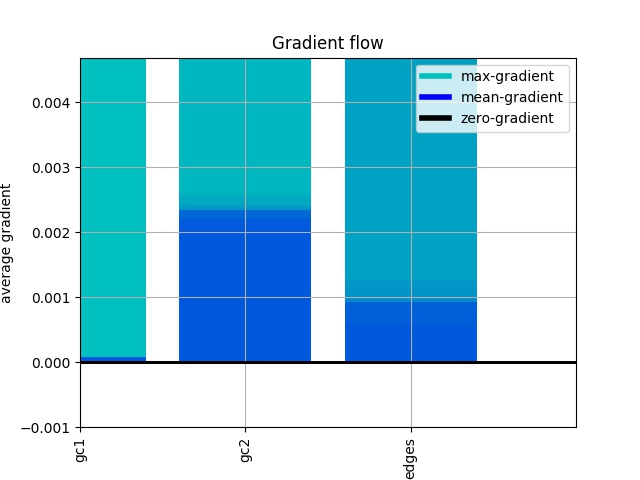 Gradient flow
max-gradient
mean-gradient
zero-gradient
0.004
0.003
0.002
0.001
0.000
−0.001
average gradient
gc1
gc2
edges